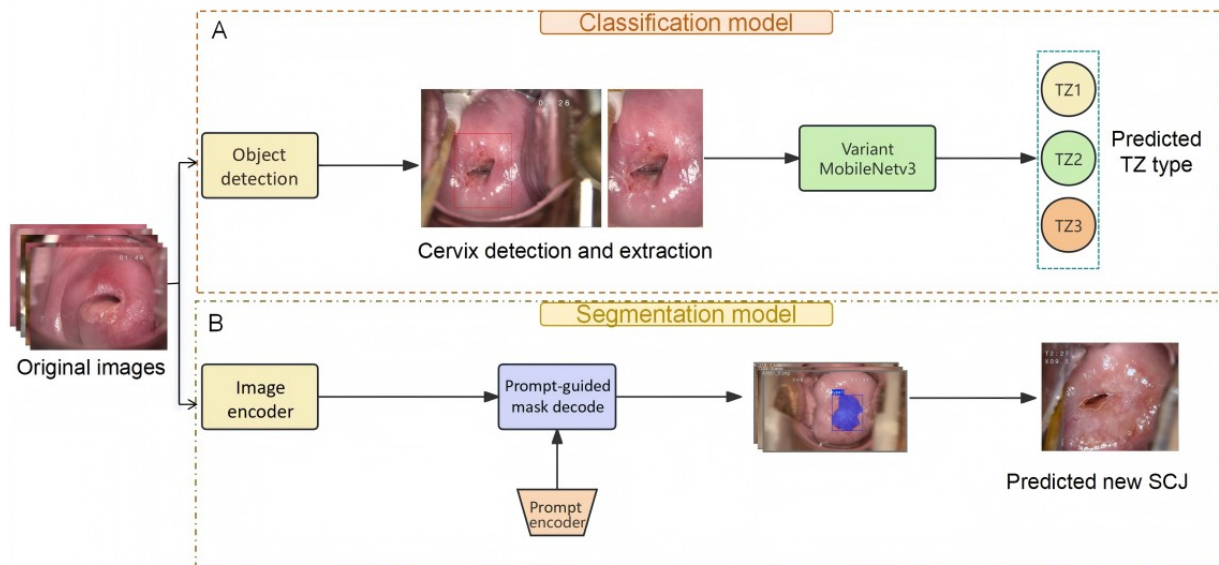 A
Classification model
Object
detection
Cervix detection and extraction
Variant
MobileNetv3
TZ1
TZ2
TZ3
Predicted
TZ type
Original images
B
Segmentation model
Image
encoder
Prompt-guided
mask decode
Prompt
encoder
Predicted new SCJ